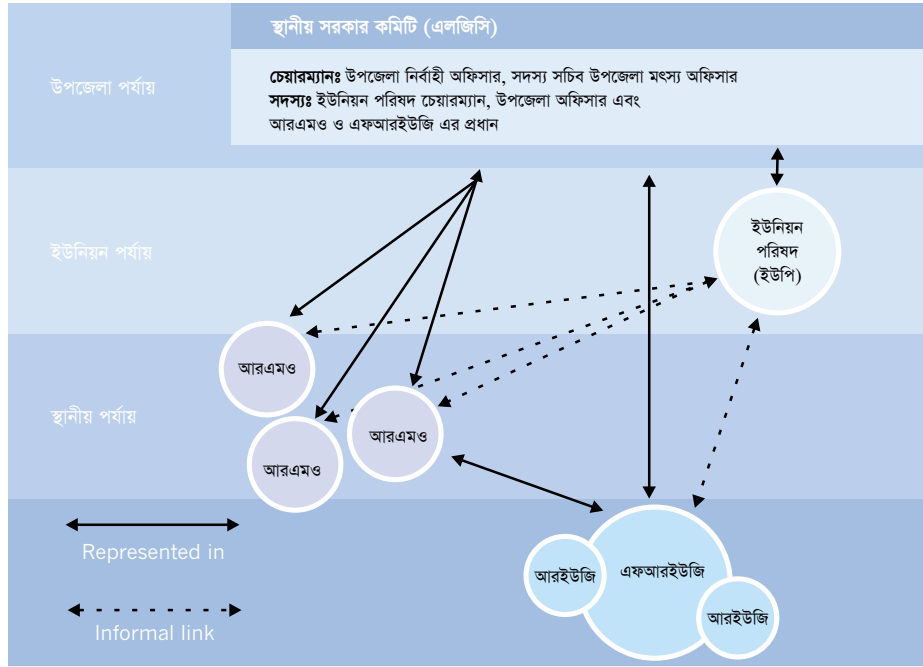 স্থানীয় সরকার কমিটি (এলজিসি)
উপজেলা পর্যায়
চেয়ারম্যানঃ উপজেলা নির্বাহী অফিসার, সদস্য সচিব উপজেলা মৎস্য অফিসার
সদস্যঃ ইউনিয়ন পরিষদ চেয়ারম্যান, উপজেলা অফিসার এবং
আরএমও ও এফআরইউজি এর প্রধান
ইউনিয়ন পর্যায়
ইউনিয়ন
পরিষদ
(ইউপি)
আরএমও
স্থানীয় পর্যায়
আরএমও
আরএমও
Represented in
আরইউজি
এফআরইউজি
আরইউজি
Informal link